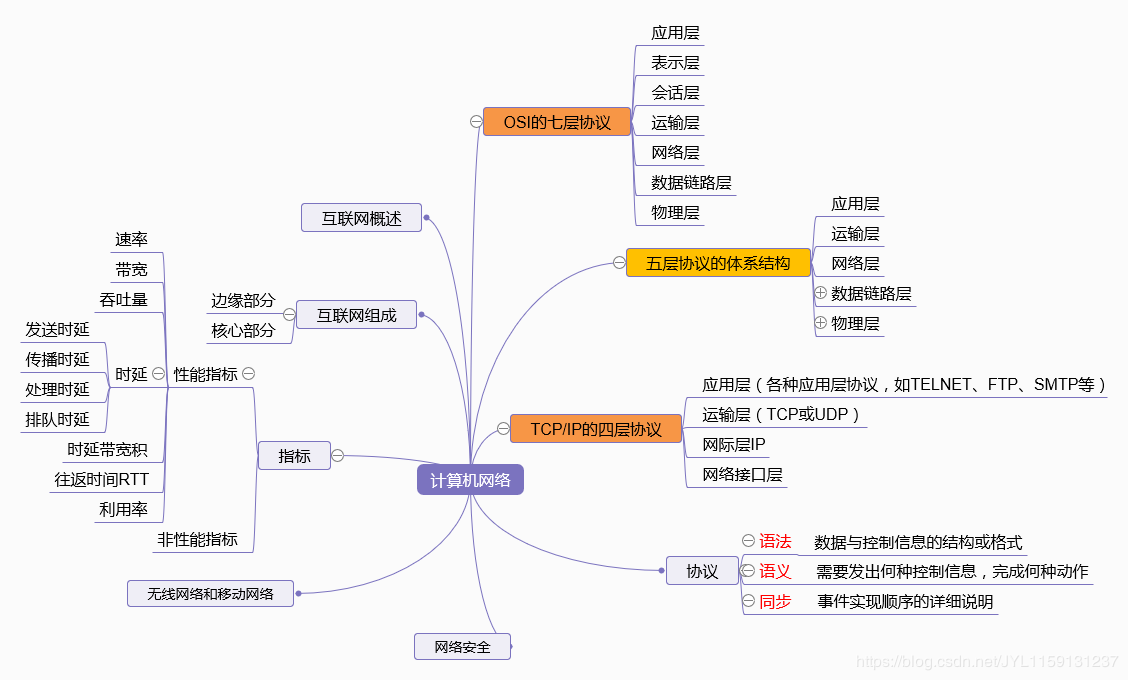 应用层
表示层
会话层
运输层
网络层
数据链路层
物理层
OSI的七层协议
互联网概述
五层协议的体系结构
应用层
运输层
网络层
数据链路层
物理层
互联网组成
边缘部分
核心部分
速率
带宽
吞吐量
发送时延
传播时延
处理时延
排队时延
时延
性能指标
时延带宽积
往返时间RTT
利用率
非性能指标
指标
TCP/IP的四层协议
应用层（各种应用层协议，如TELNET、FTP、SMTP等）
运输层（TCP或UDP）
网际层IP
网络接口层
计算机网络
协议
语法 数据与控制信息的结构或格式
语义 需要发出何种控制信息，完成何种动作
同步 事件实现顺序的详细说明
无线网络和移动网络
网络安全
https://blog.csdn.net/JYL1159131237